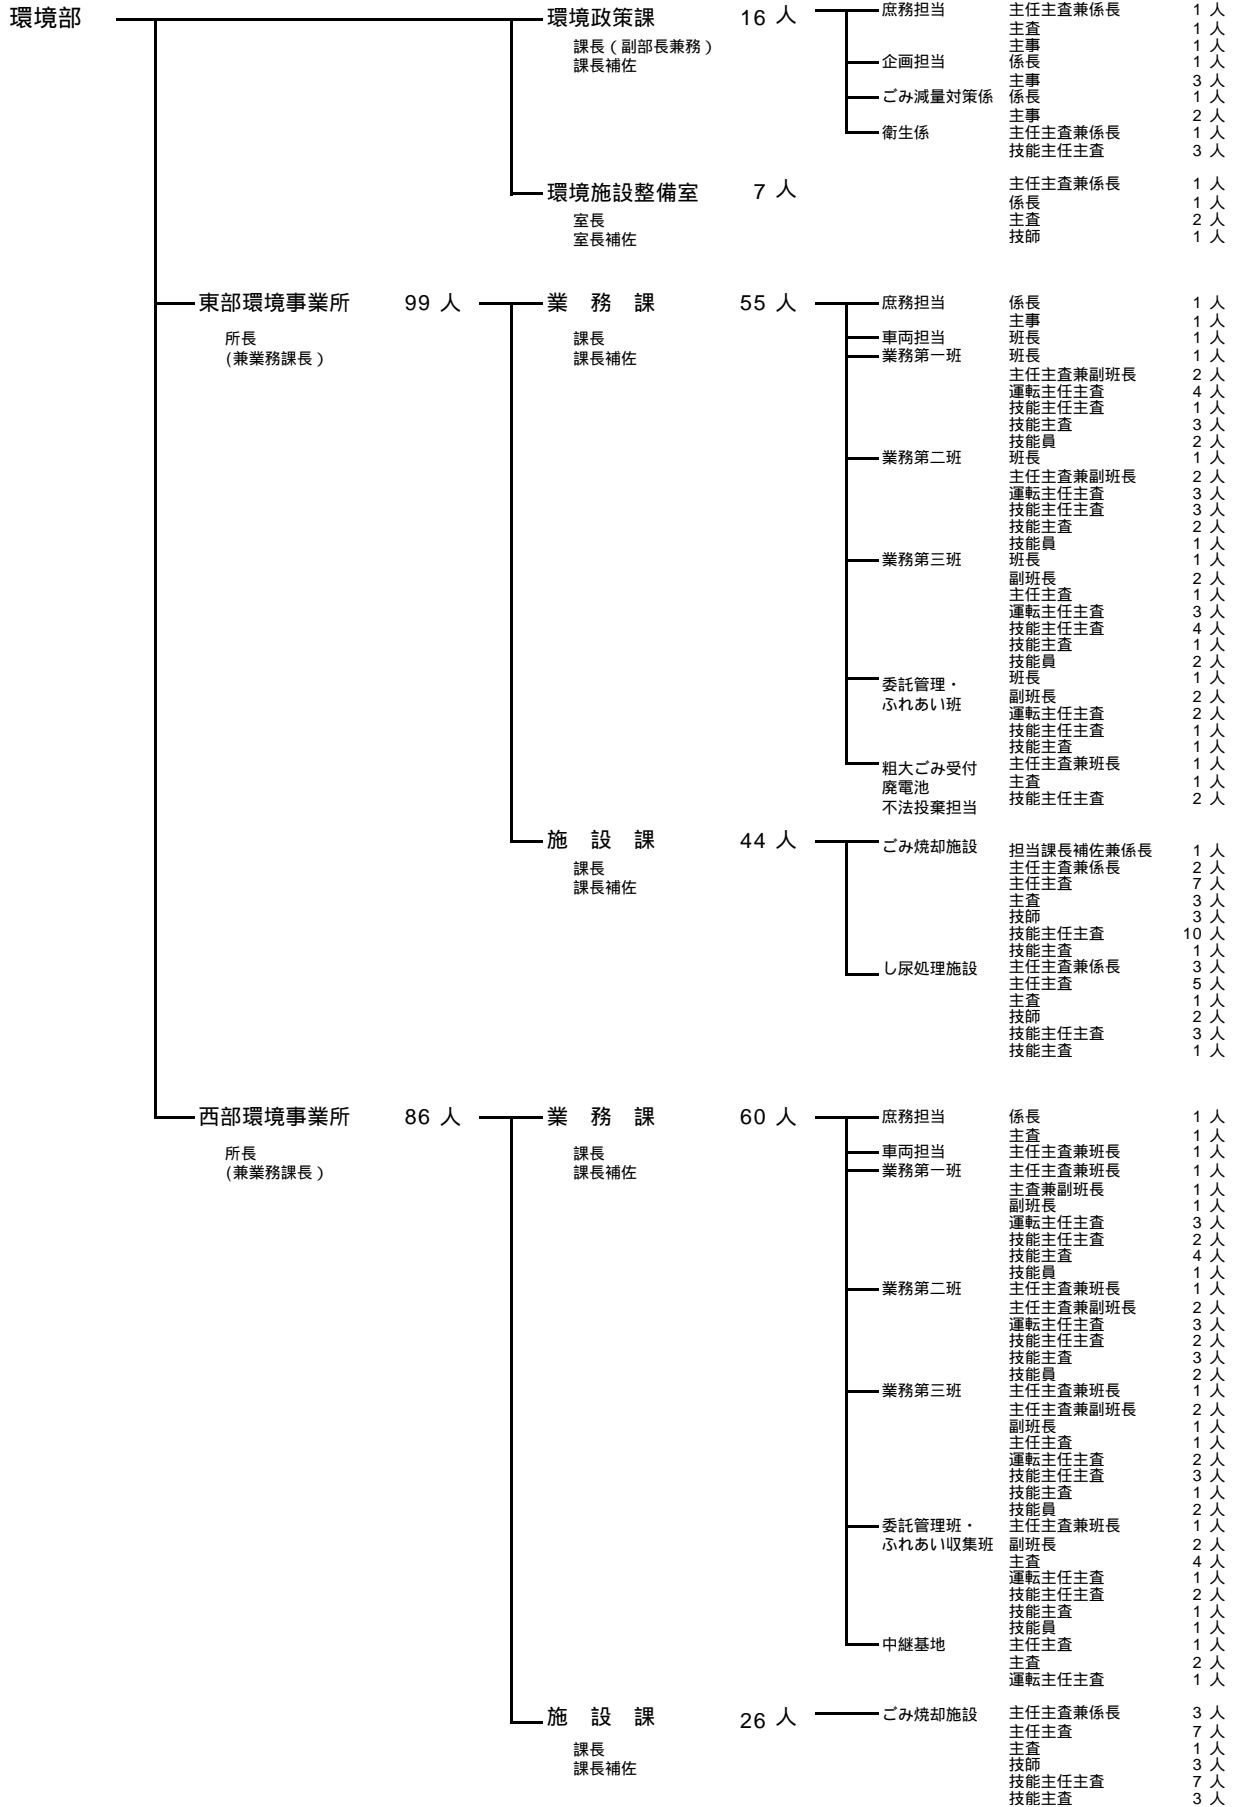 環境部
環境政策課 16 人
課長 ( 副部長兼務 )
課長補佐
庶務担当 主任主査兼係長 1 人
主査 1 人
主事 1 人
企画担当 係長 1 人
主事 3 人
ごみ減量対策係 係長 1 人
主事 2 人
衛生係 主任主査兼係長 1 人
技能主任主査 3 人
環境施設整備室 7 人
室長
室長補佐
主任主査兼係長 1 人
係長 1 人
主査 2 人
技師 1 人
東部環境事業所 99 人
所長
(兼業務課長 )
業 務 課 55 人
課長
課長補佐
庶務担当 係長 1 人
主事 1 人
車両担当 班長 1 人
業務第一班 班長 1 人
主任主査兼副班長 2 人
運転主任主査 4 人
技能主任主査 1 人
技能主査 3 人
技能員 2 人
業務第二班 班長 1 人
主任主査兼副班長 2 人
運転主任主査 3 人
技能主任主査 3 人
技能主査 2 人
技能員 1 人
業務第三班 班長 1 人
副班長 2 人
主任主査 1 人
運転主任主査 3 人
技能主任主査 4 人
技能主査 1 人
技能員 2 人
委託管理・
ふれあい班
班長 1 人
副班長 2 人
運転主任主査 2 人
技能主任主査 1 人
技能主査 1 人
粗大ごみ受付
廃電池
不法投棄担当
主任主査兼班長 1 人
主査 1 人
技能主任主査 2 人
施 設 課 44 人
課長
課長補佐
ごみ焼却施設 担当課長補佐兼係長 1 人
主任主査兼係長 2 人
主任主査 7 人
主査 3 人
技師 3 人
技能主任主査 10 人
技能主査 1 人
し尿処理施設 主任主査兼係長 3 人
主任主査 5 人
主査 1 人
技師 2 人
技能主任主査 3 人
技能主査 1 人
西部環境事業所 86 人
所長
(兼業務課長 )
業 務 課 60 人
課長
課長補佐
庶務担当 係長 1 人
主査 1 人
車両担当 主任主査兼班長 1 人
業務第一班 主任主査兼班長 1 人
主査兼副班長 1 人
副班長 1 人
運転主任主査 3 人
技能主任主査 2 人
技能主査 4 人
技能員 1 人
業務第二班 主任主査兼班長 1 人
主任主査兼副班長 2 人
運転主任主査 3 人
技能主任主査 2 人
技能主査 3 人
技能員 2 人
業務第三班 主任主査兼班長 1 人
主任主査兼副班長 2 人
副班長 1 人
主任主査 1 人
運転主任主査 2 人
技能主任主査 3 人
技能主査 1 人
技能員 2 人
委託管理班・ 主任主査兼班長 1 人
ふれあい収集班 副班長 2 人
主査 4 人
運転主任主査 1 人
技能主任主査 2 人
技能主査 1 人
技能員 1 人
中継基地 主任主査 1 人
主査 2 人
運転主任主査 1 人
施 設 課 26 人
課長
課長補佐
ごみ焼却施設 主任主査兼係長 3 人
主任主査 7 人
主査 1 人
技師 3 人
技能主任主査 7 人
技能主査 3 人